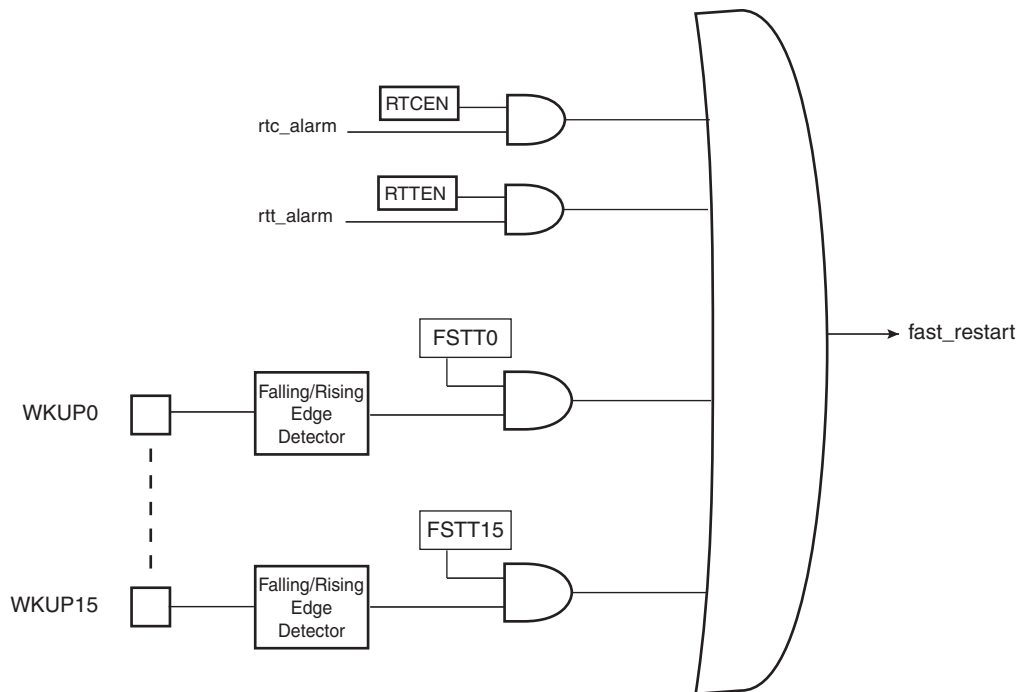 RTCEN
rtc_alarm
RTTEN
rtt_alarm
fast_restart
FSTT0
WKUP0
Falling/Rising
Edge
Detector
FSTT15
WKUP15
Falling/Rising
Edge
Detector